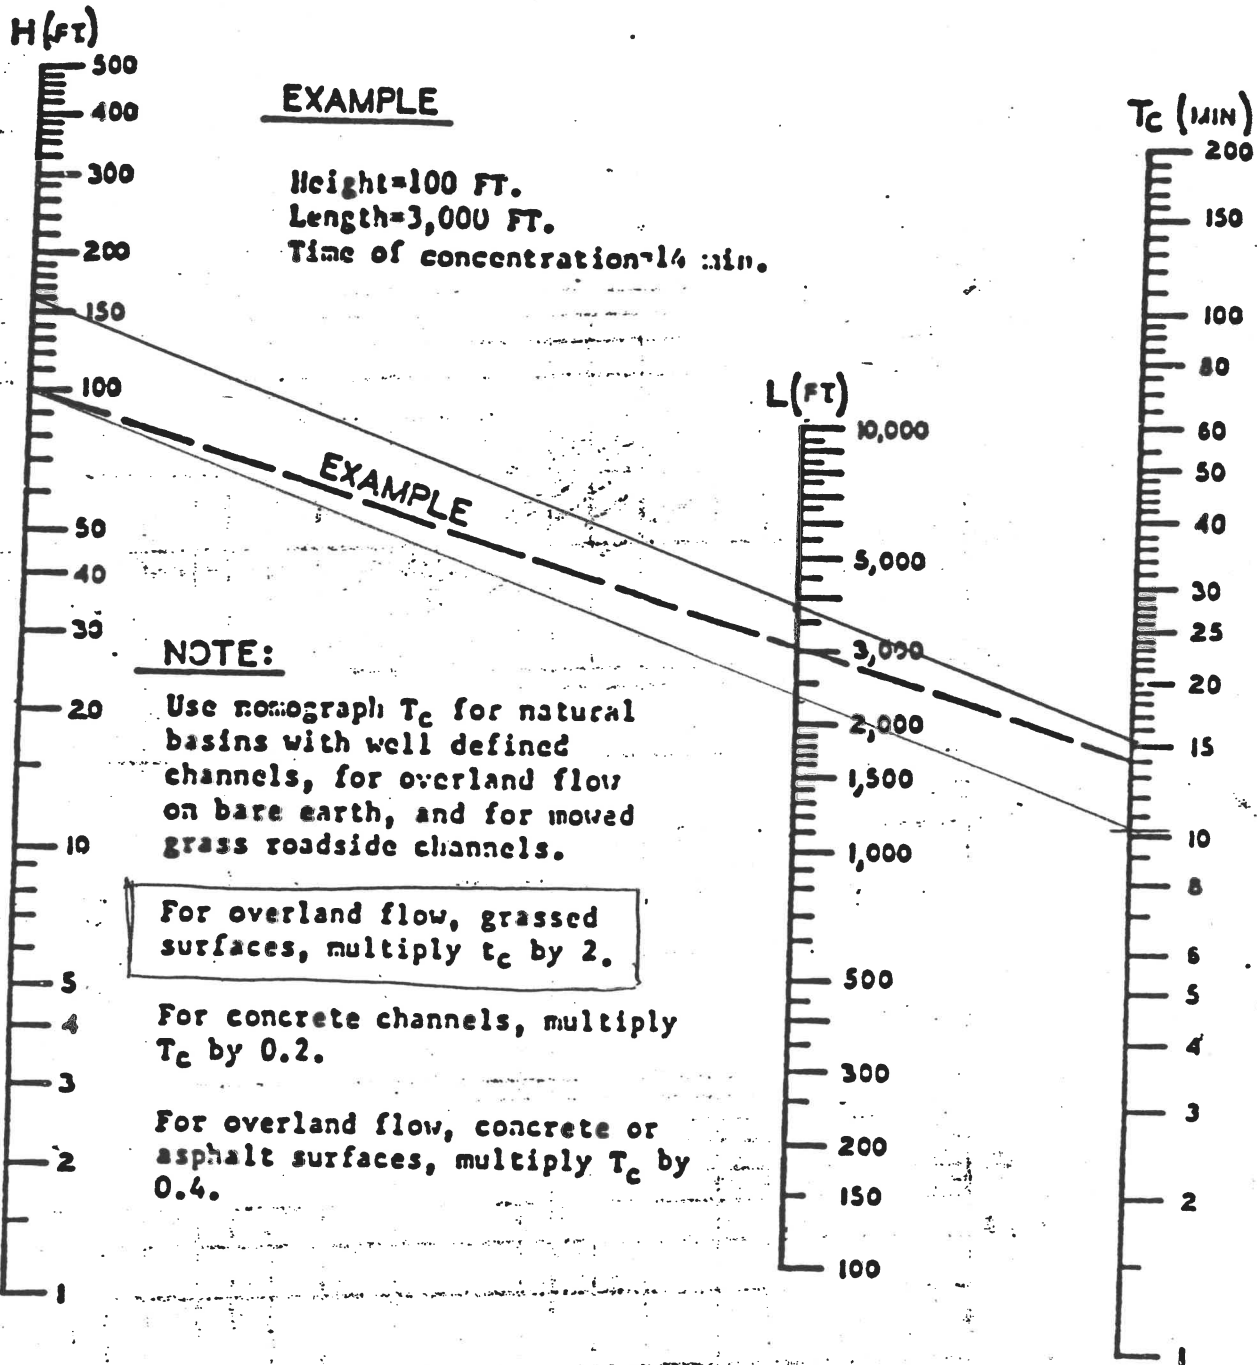 H (FT)
500
400
300
200
150
100
50
40
30
20
10
5
4
3
2
1
EXAMPLE
Height=100 FT.
Length=3,000 FT.
Time of concentration=14 min.
EXAMPLE
NOTE:
Use nomograph Tc for natural
basins with well defined
channels, for overland flow
on bare earth, and for mowed
grass roadside channels.
For overland flow, grassed
surfaces, multiply tc by 2.
For concrete channels, multiply
Tc by 0.2.
For overland flow, concrete or
asphalt surfaces, multiply Tc by
0.4.
L (FT)
10,000
5,000
3,000
2,000
1,500
1,000
500
300
200
150
100
Tc (MIN)
200
150
100
80
60
50
40
30
25
20
15
10
8
6
5
4
3
2
1